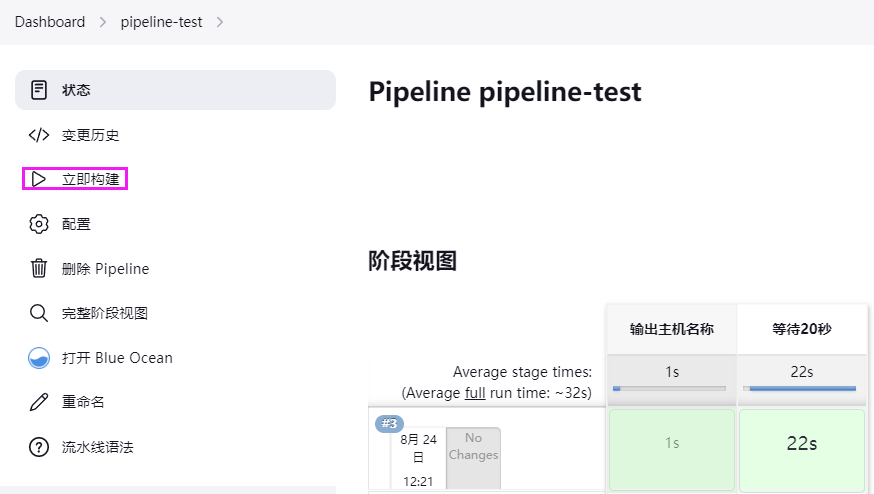 Dashboard
pipeline-test
状态
变更历史
立即构建
配置
删除 Pipeline
完整阶段视图
打开 Blue Ocean
重命名
流水线语法
Pipeline pipeline-test
阶段视图
输出主机名称
等待20秒
Average stage times:
(Average full run time: ~32s)
1s
22s
#3
8月 24
日
12:21
No
Changes
1s
22s